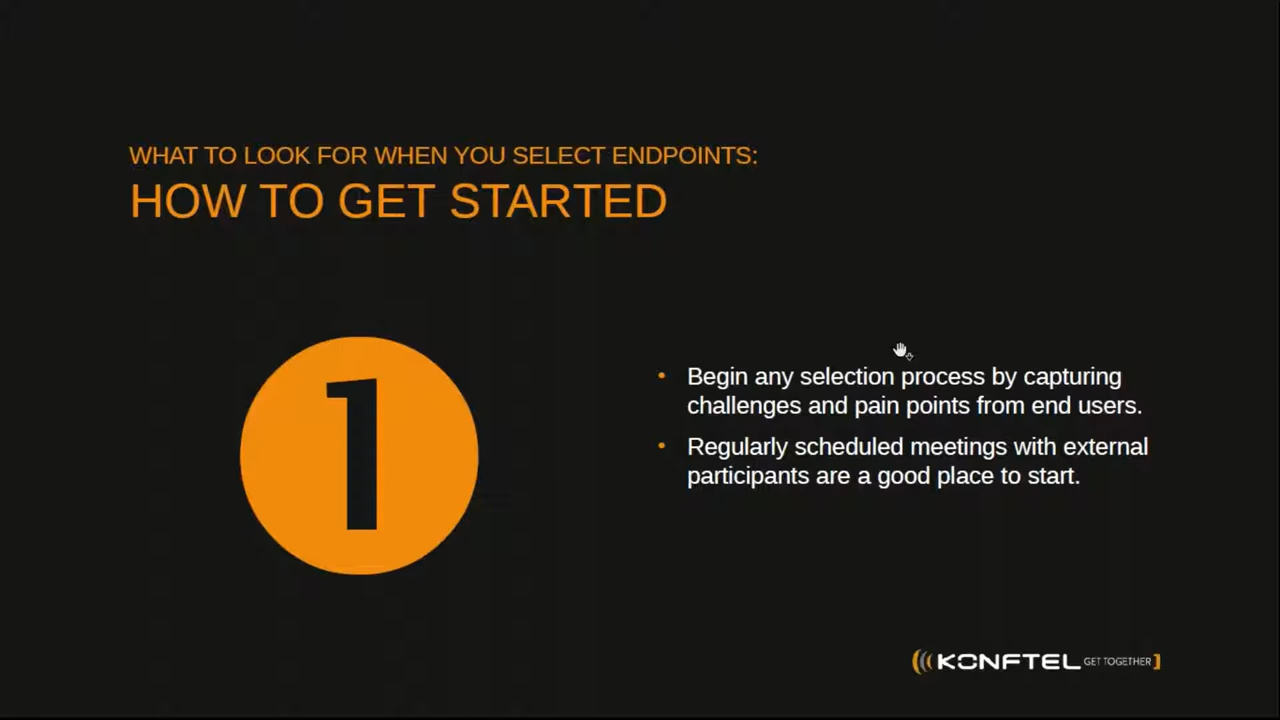 WHAT TO LOOK FOR WHEN YOU SELECT ENDPOINTS:
HOW TO GET STARTED
1
• Begin any selection process by capturing
challenges and pain points from end users.
• Regularly scheduled meetings with external
participants are a good place to start.
KONFTEL GET TOGETHER